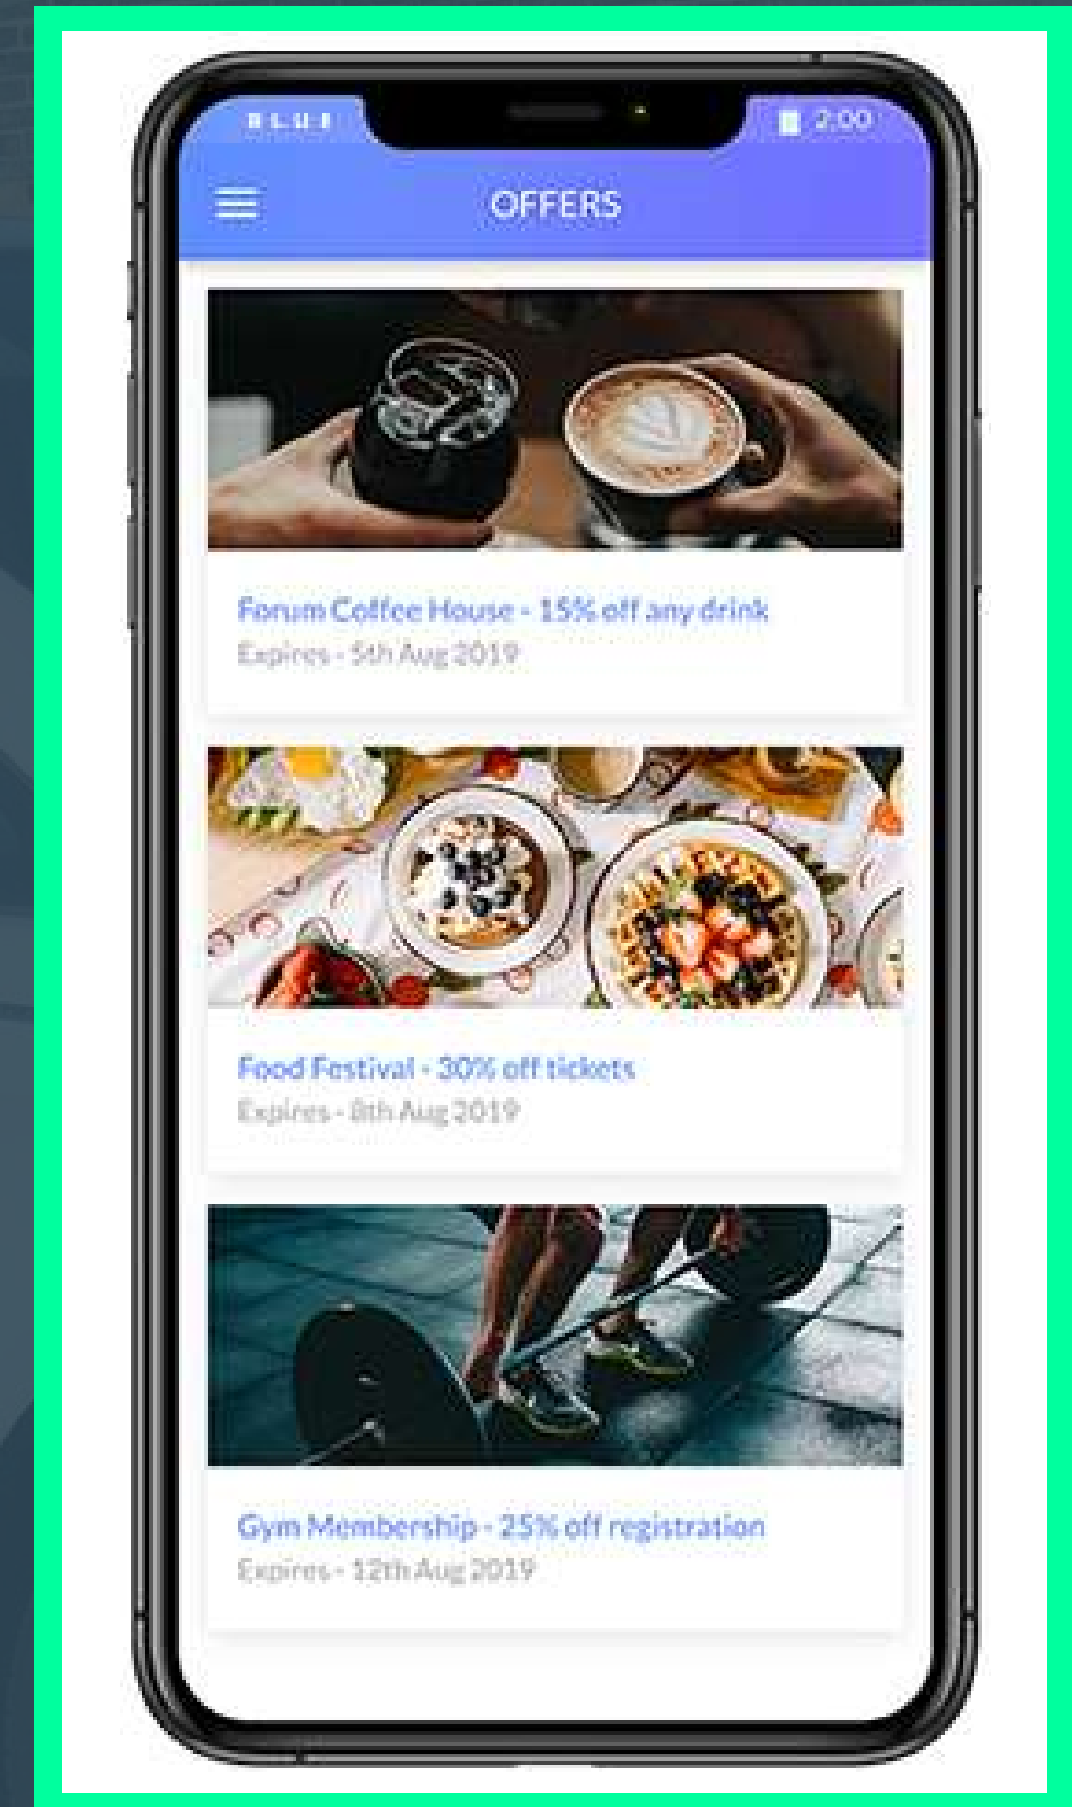 BLUE
2:00
OFFERS
Forum Coffee House - 15% off any drink
Expires - 5th Aug 2019
Food Festival - 30% off tickets
Expires - 8th Aug 2019
Gym Membership - 25% off registration
Expires - 12th Aug 2019